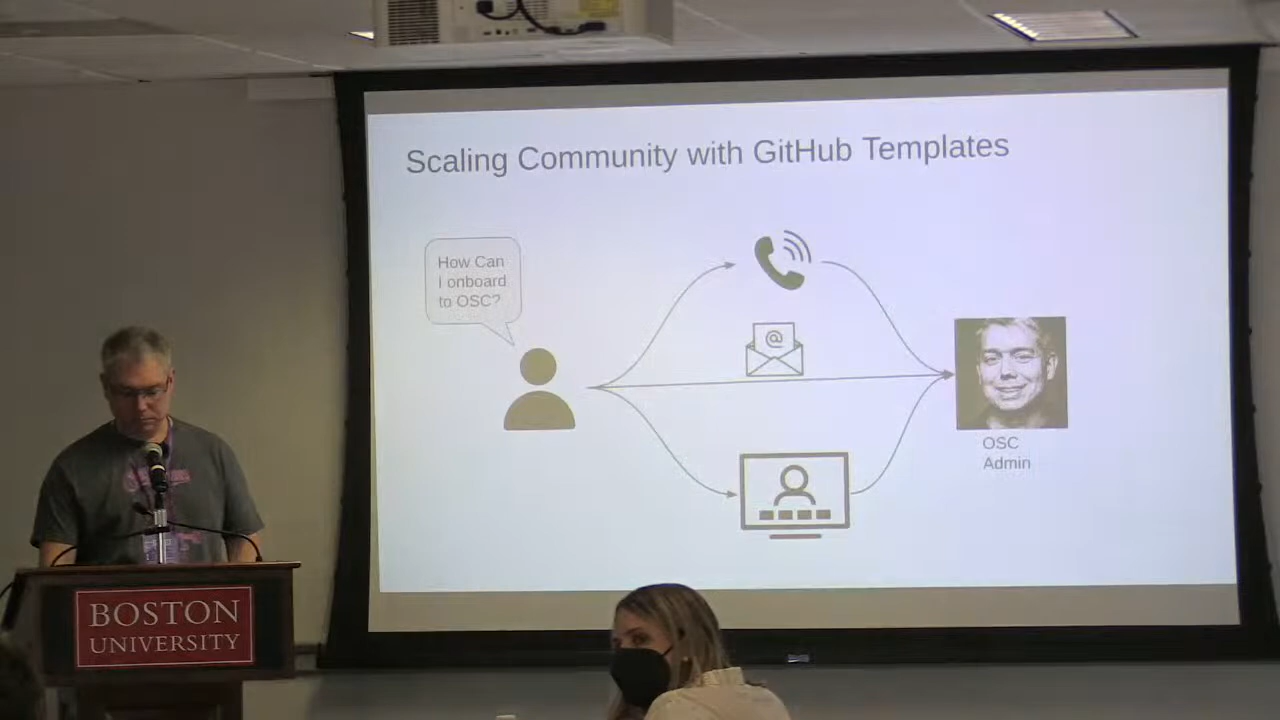 Scaling Community with GitHub Templates
How Can
I onboard
to OSC?
@
OSC
Admin
BOSTON
UNIVERSITY